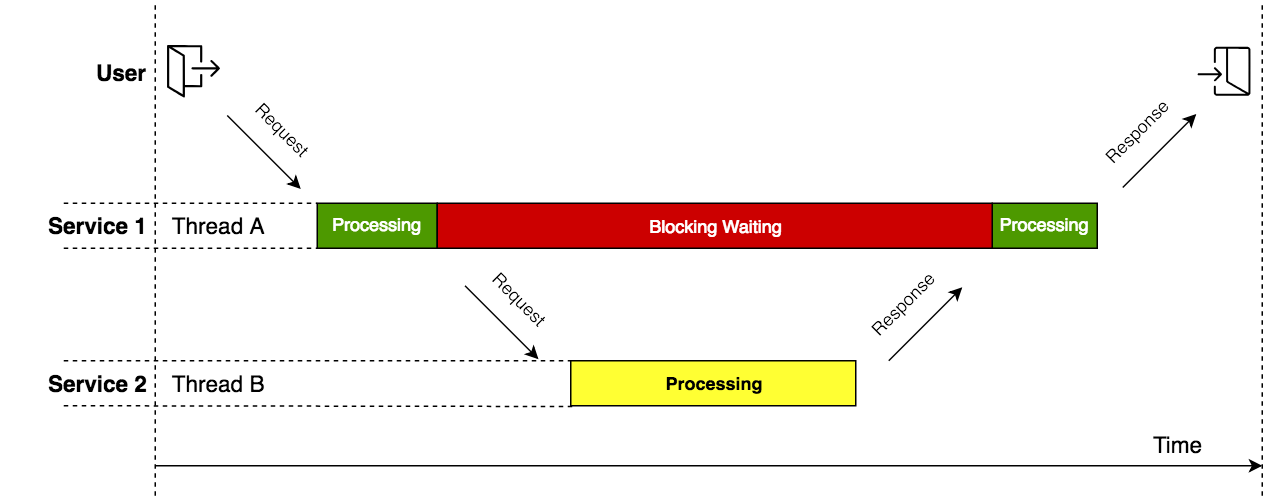 User
Request
Response
Service 1 Thread A Processing Blocking Waiting Processing
Request
Response
Service 2 Thread B Processing
Time